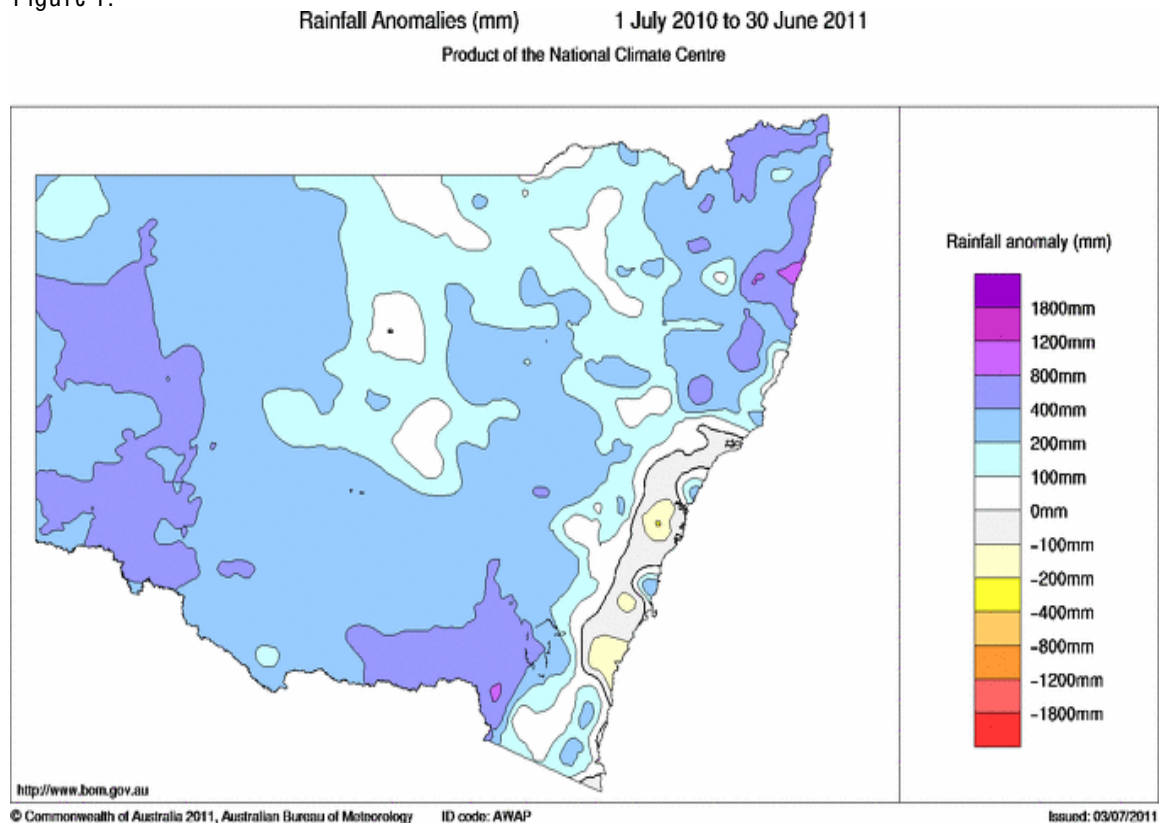 Figure 1.
Rainfall Anomalies (mm) 1 July 2010 to 30 June 2011
Product of the National Climate Centre
Rainfall anomaly (mm)
1800mm
1200mm
800mm
400mm
200mm
100mm
0mm
-100mm
-200mm
-400mm
-800mm
-1200mm
-1800mm
http://www.bom.gov.au
© Commonwealth of Australia 2011, Australian Bureau of Meteorology ID code: AWAP Issued: 03/07/2011